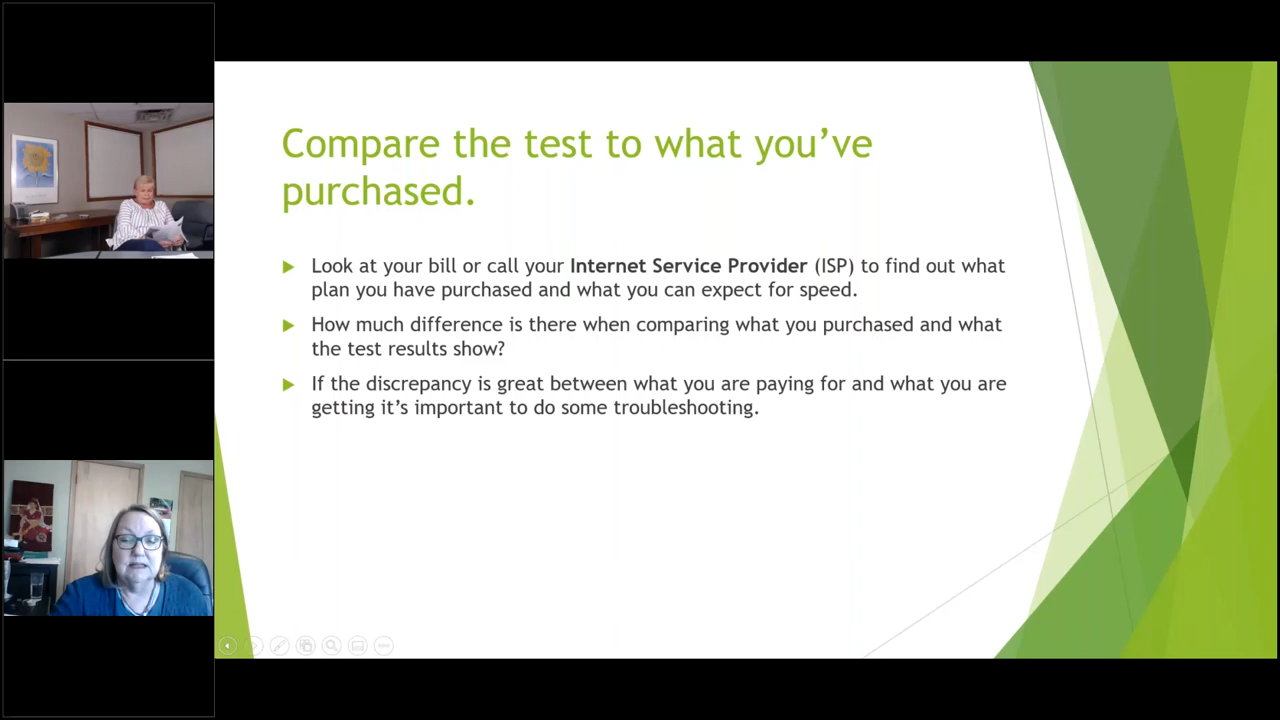 Compare the test to what you’ve
purchased.
Look at your bill or call your Internet Service Provider (ISP) to find out what
plan you have purchased and what you can expect for speed.
How much difference is there when comparing what you purchased and what
the test results show?
If the discrepancy is great between what you are paying for and what you are
getting it’s important to do some troubleshooting.